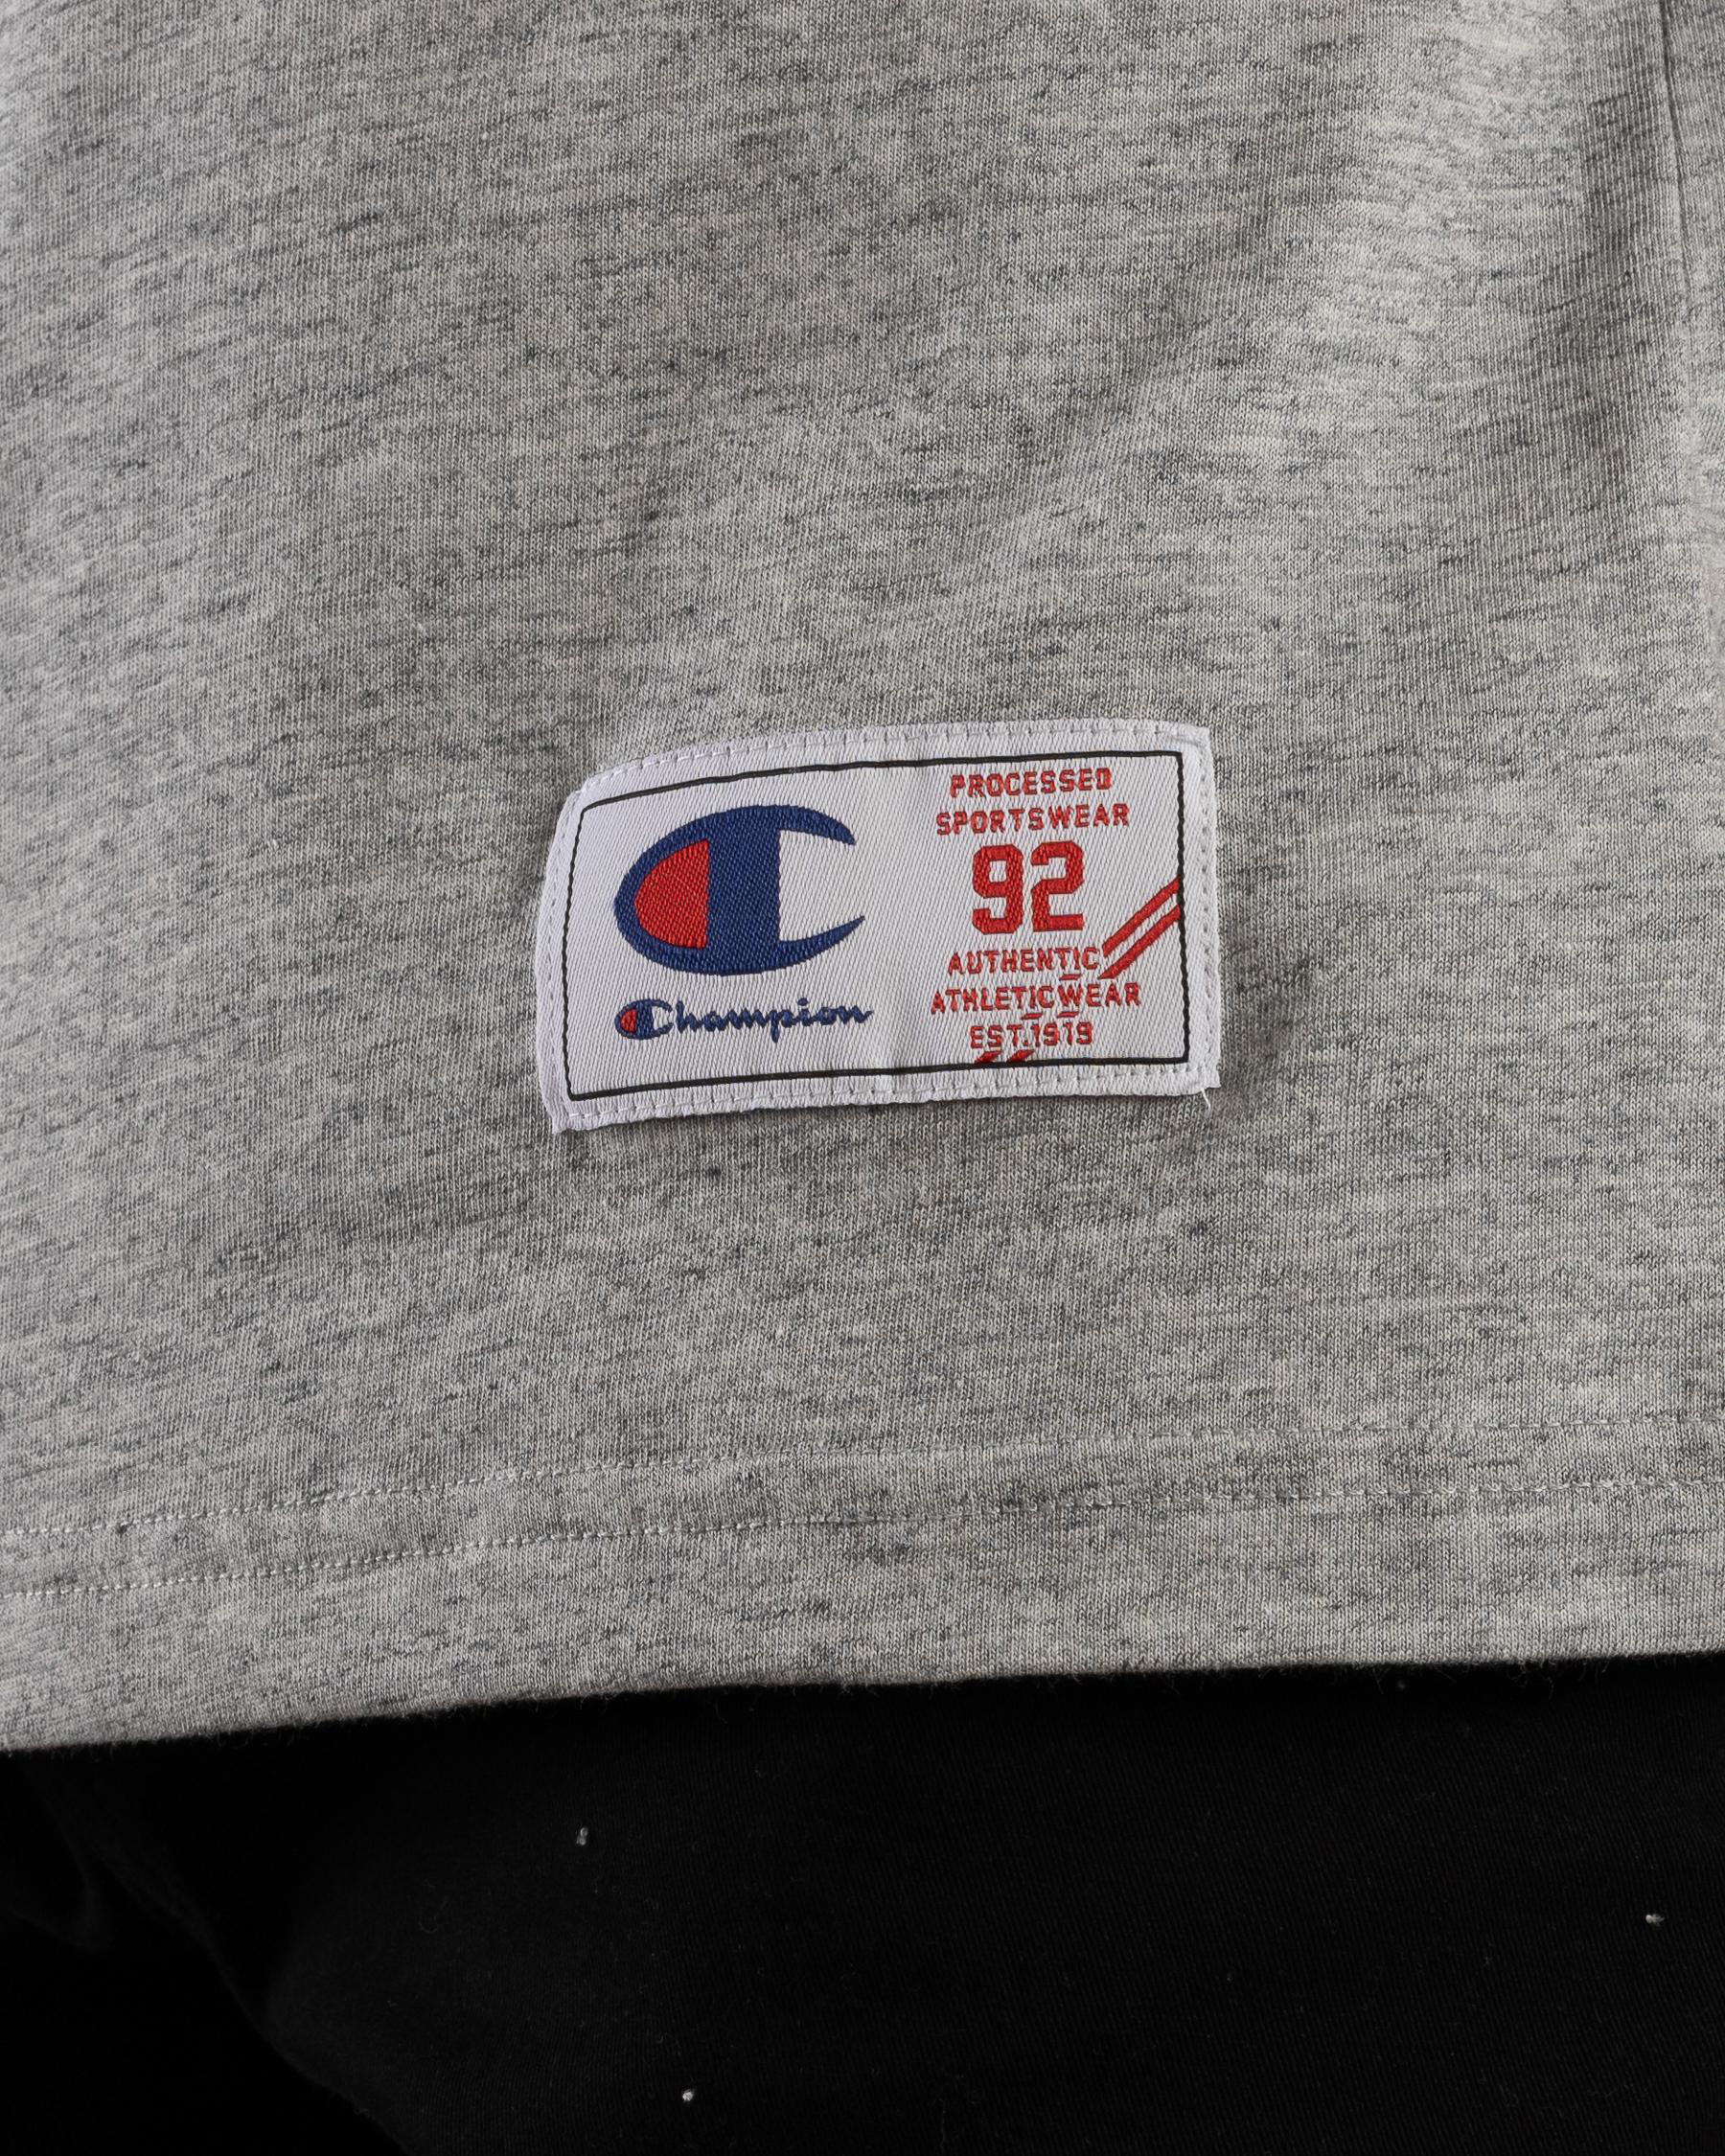 PROCESSED
SPORTSWEAR
92
AUTHENTIC
ATHLETICWEAR
EST.1919
Champion